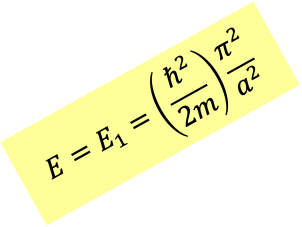 E = E₁ = (ℏ²/2m) π²/a²